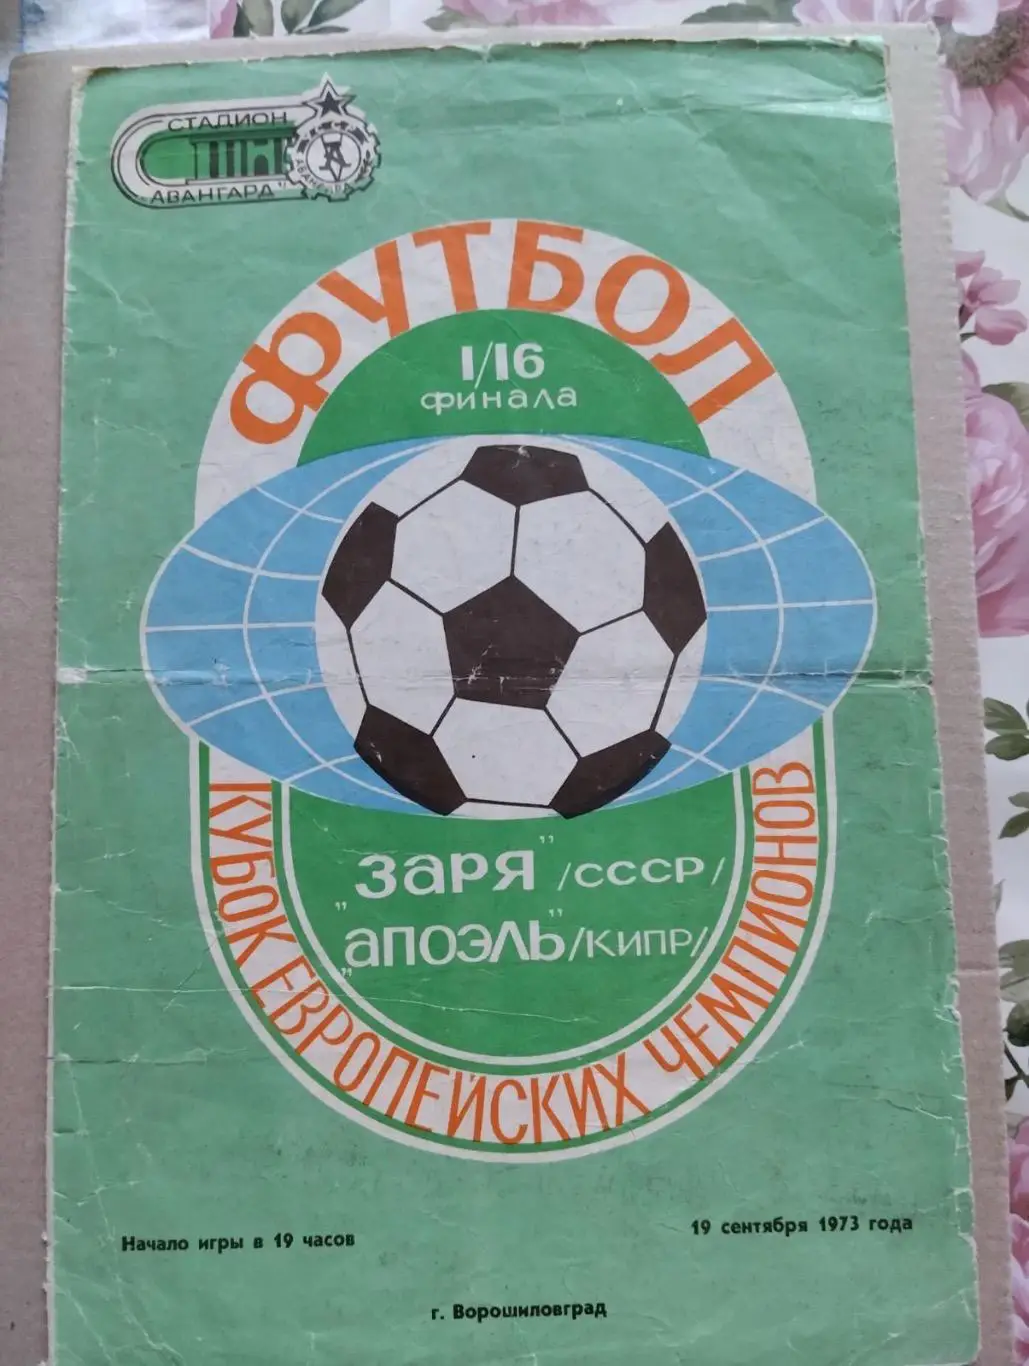 СТАДИОН
"АВАНГАРД"
АВАНГАРД
ФУТБОЛ
1/16
финала
"Заря" /СССР/
"Апоэль" /КИПР/
КУБОК ЕВРОПЕЙСКИХ ЧЕМПИОНОВ
Начало игры в 19 часов
19 сентября 1973 года
г. Ворошиловград